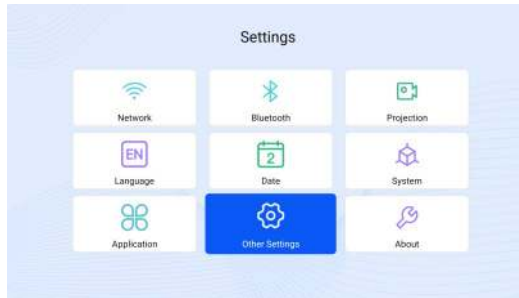 Settings
Network
Bluetooth
Projection
EN
Language
2
Date
System
Application
Other Settings
About